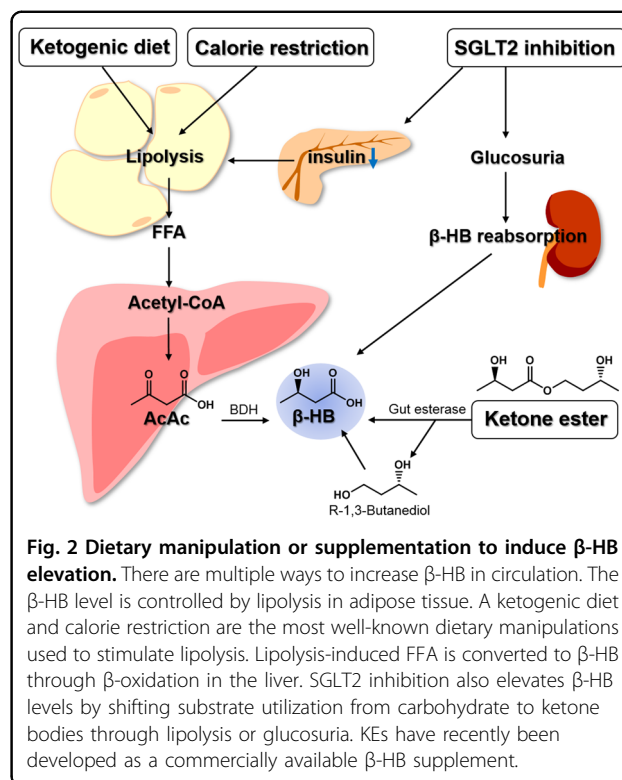 Ketogenic diet
Calorie restriction
SGLT2 inhibition
Lipolysis
insulin
Glucosuria
FFA
β-HB reabsorption
Acetyl-CoA
O
O
OH
AcAc
BDH
OH
O
OH
β-HB
OH
O
O
OH
Gut esterase
Ketone ester
OH
HO
R-1,3-Butanediol
Fig. 2 Dietary manipulation or supplementation to induce β-HB
elevation. There are multiple ways to increase β-HB in circulation. The
β-HB level is controlled by lipolysis in adipose tissue. A ketogenic diet
and calorie restriction are the most well-known dietary manipulations
used to stimulate lipolysis. Lipolysis-induced FFA is converted to β-HB
through β-oxidation in the liver. SGLT2 inhibition also elevates β-HB
levels by shifting substrate utilization from carbohydrate to ketone
bodies through lipolysis or glucosuria. KEs have recently been
developed as a commercially available β-HB supplement.